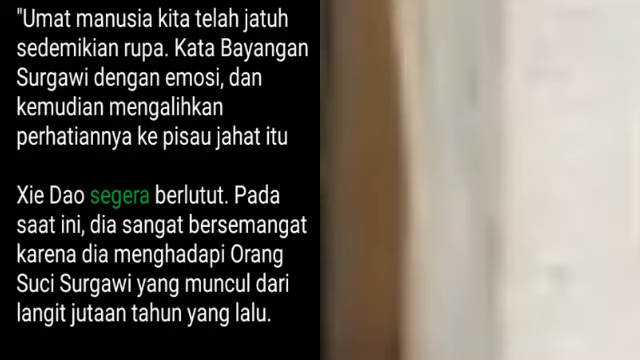 "Umat manusia kita telah jatuh
sedemikian rupa. Kata Bayangan
Surgawi dengan emosi, dan
kemudian mengalihkan
perhatiannya ke pisau jahat itu
Xie Dao segera berlutut. Pada
saat ini, dia sangat bersemangat
karena dia menghadapi Orang
Suci Surgawi yang muncul dari
langit jutaan tahun yang lalu.